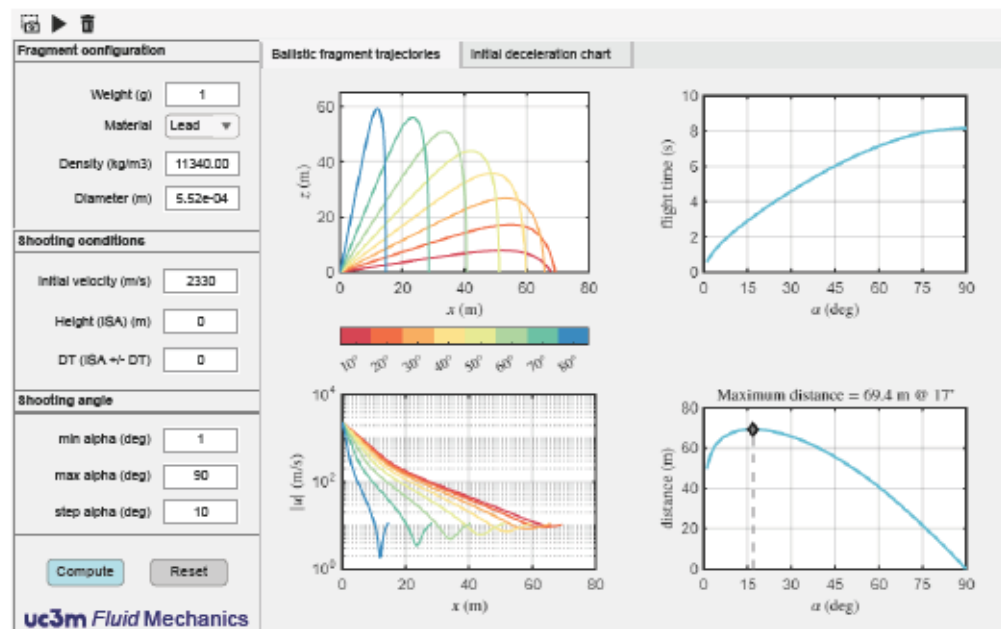 Fragment configuration
Weight (g) 1
Material Lead
Density (kg/m3) 11340.00
Diameter (m) 5.52e-04
Shooting conditions
Initial velocity (m/s) 2330
Height (ISA) (m) 0
DT (ISA +/- DT) 0
Shooting angle
min alpha (deg) 1
max alpha (deg) 90
step alpha (deg) 10
Compute Reset
uc3m Fluid Mechanics
Ballistic fragment trajectories Initial deceleration chart
60
40
20
0
z (m)
0 20 40 60 80
x (m)
10° 20° 30° 40° 50° 60° 70° 80°
10
8
6
4
2
0
flight time (s)
0 15 30 45 60 75 90
α (deg)
10⁴
10²
10⁰
|u| (m/s)
0 20 40 60 80
x (m)
Maximum distance = 69.4 m @ 17°
80
60
40
20
0
distance (m)
0 15 30 45 60 75 90
α (deg)